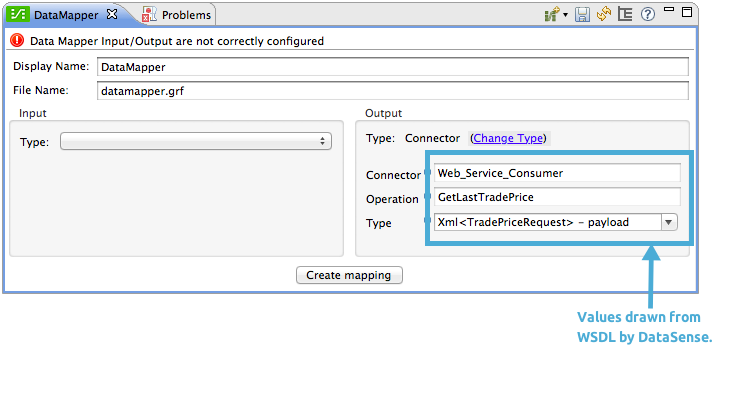 DataMapper Problems
Data Mapper Input/Output are not correctly configured
Display Name: DataMapper
File Name: datamapper.grf
Input Output
Type: Type: Connector (Change Type)
Connector Web_Service_Consumer
Operation GetLastTradePrice
Type Xml<TradePriceRequest> – payload
Create mapping
Values drawn from
WSDL by DataSense.